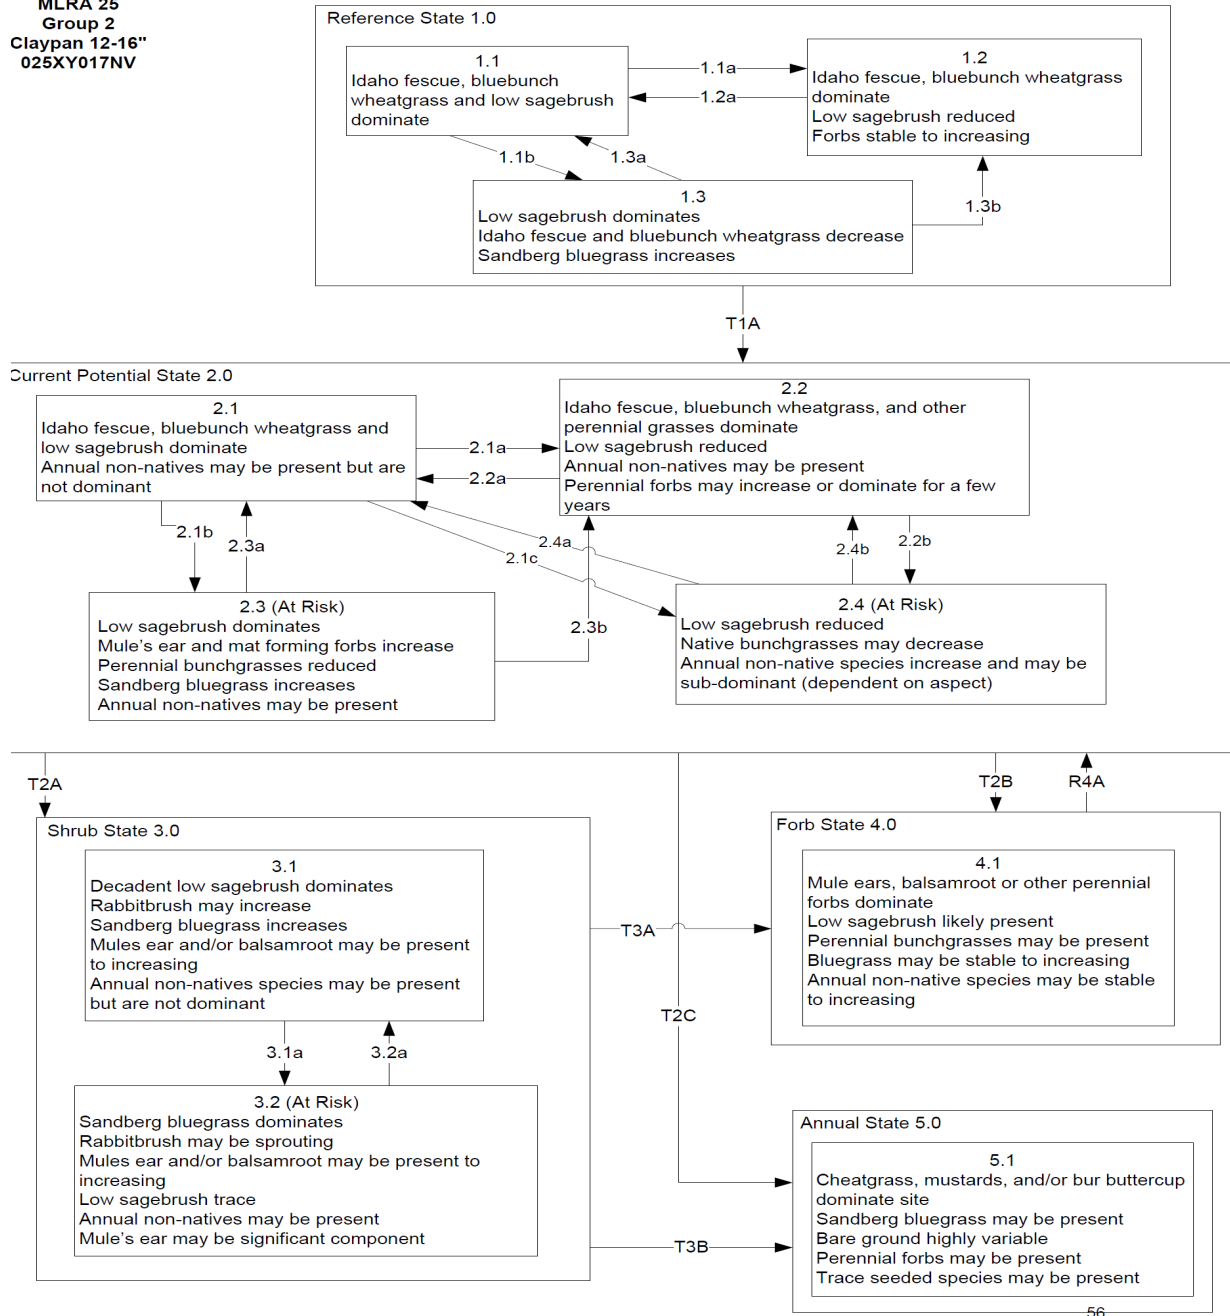 MLRA 25
Group 2
Claypan 12-16"
025XY017NV
Reference State 1.0
1.1
Idaho fescue, bluebunch
wheatgrass and low sagebrush
dominate
1.1a
1.2a
1.2
Idaho fescue, bluebunch wheatgrass
dominate
Low sagebrush reduced
Forbs stable to increasing
1.1b
1.3a
1.3
Low sagebrush dominates
Idaho fescue and bluebunch wheatgrass decrease
Sandberg bluegrass increases
1.3b
T1A
Current Potential State 2.0
2.1
Idaho fescue, bluebunch wheatgrass and
low sagebrush dominate
Annual non-natives may be present but are
not dominant
2.1a
2.2a
2.2
Idaho fescue, bluebunch wheatgrass, and other
perennial grasses dominate
Low sagebrush reduced
Annual non-natives may be present
Perennial forbs may increase or dominate for a few
years
2.1b
2.3a
2.4a
2.1c
2.4b
2.2b
2.3 (At Risk)
Low sagebrush dominates
Mule's ear and mat forming forbs increase
Perennial bunchgrasses reduced
Sandberg bluegrass increases
Annual non-natives may be present
2.3b
2.4 (At Risk)
Low sagebrush reduced
Native bunchgrasses may decrease
Annual non-native species increase and may be
sub-dominant (dependent on aspect)
T2A
T2B
R4A
Shrub State 3.0
3.1
Decadent low sagebrush dominates
Rabbitbrush may increase
Sandberg bluegrass increases
Mules ear and/or balsamroot may be present
to increasing
Annual non-natives species may be present
but are not dominant
T3A
Forb State 4.0
4.1
Mule ears, balsamroot or other perennial
forbs dominate
Low sagebrush likely present
Perennial bunchgrasses may be present
Bluegrass may be stable to increasing
Annual non-native species may be stable
to increasing
T2C
3.1a
3.2a
3.2 (At Risk)
Sandberg bluegrass dominates
Rabbitbrush may be sprouting
Mules ear and/or balsamroot may be present to
increasing
Low sagebrush trace
Annual non-natives may be present
Mule's ear may be significant component
T3B
Annual State 5.0
5.1
Cheatgrass, mustards, and/or bur buttercup
dominate site
Sandberg bluegrass may be present
Bare ground highly variable
Perennial forbs may be present
Trace seeded species may be present
56